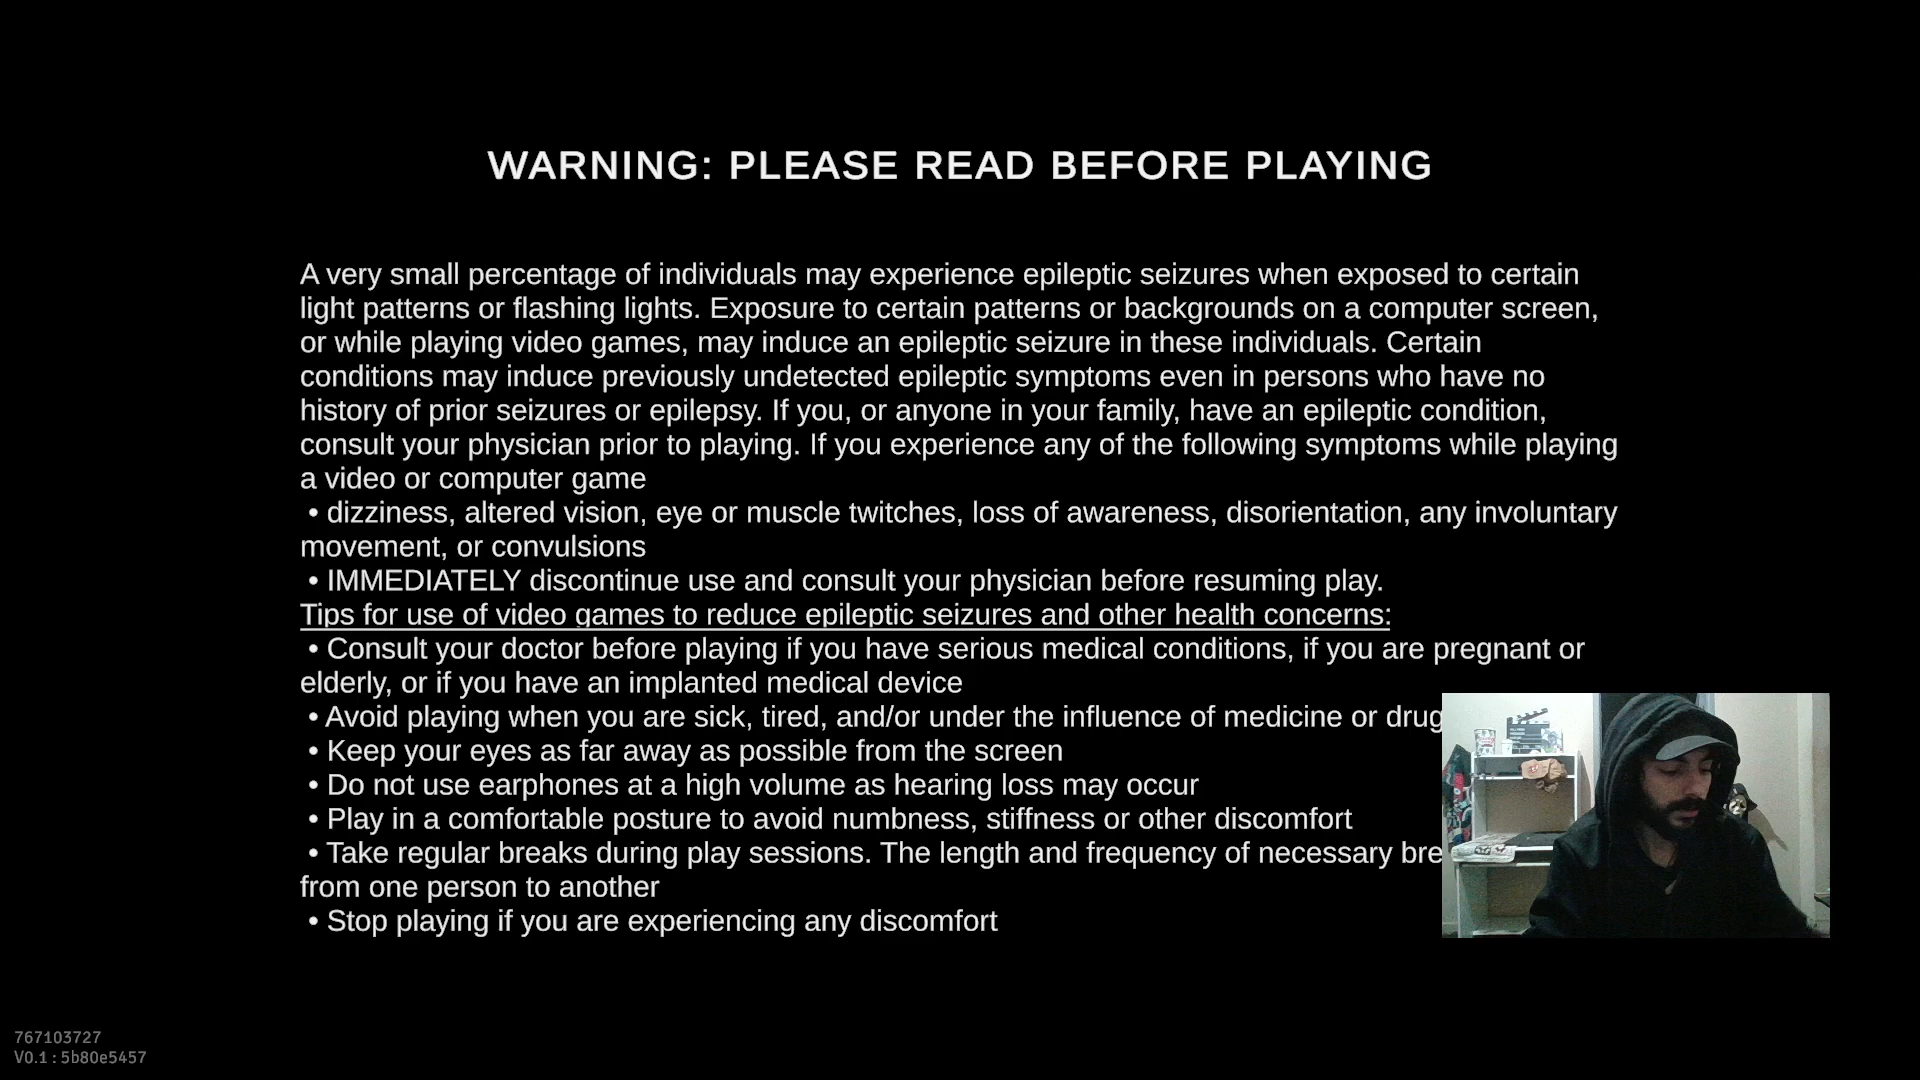 WARNING: PLEASE READ BEFORE PLAYING
A very small percentage of individuals may experience epileptic seizures when exposed to certain
light patterns or flashing lights. Exposure to certain patterns or backgrounds on a computer screen,
or while playing video games, may induce an epileptic seizure in these individuals. Certain
conditions may induce previously undetected epileptic symptoms even in persons who have no
history of prior seizures or epilepsy. If you, or anyone in your family, have an epileptic condition,
consult your physician prior to playing. If you experience any of the following symptoms while playing
a video or computer game
• dizziness, altered vision, eye or muscle twitches, loss of awareness, disorientation, any involuntary
movement, or convulsions
• IMMEDIATELY discontinue use and consult your physician before resuming play.
Tips for use of video games to reduce epileptic seizures and other health concerns:
• Consult your doctor before playing if you have serious medical conditions, if you are pregnant or
elderly, or if you have an implanted medical device
• Avoid playing when you are sick, tired, and/or under the influence of medicine or drug
• Keep your eyes as far away as possible from the screen
• Do not use earphones at a high volume as hearing loss may occur
• Play in a comfortable posture to avoid numbness, stiffness or other discomfort
• Take regular breaks during play sessions. The length and frequency of necessary bre
from one person to another
• Stop playing if you are experiencing any discomfort
767103727
V0.1 : 5b80e5457